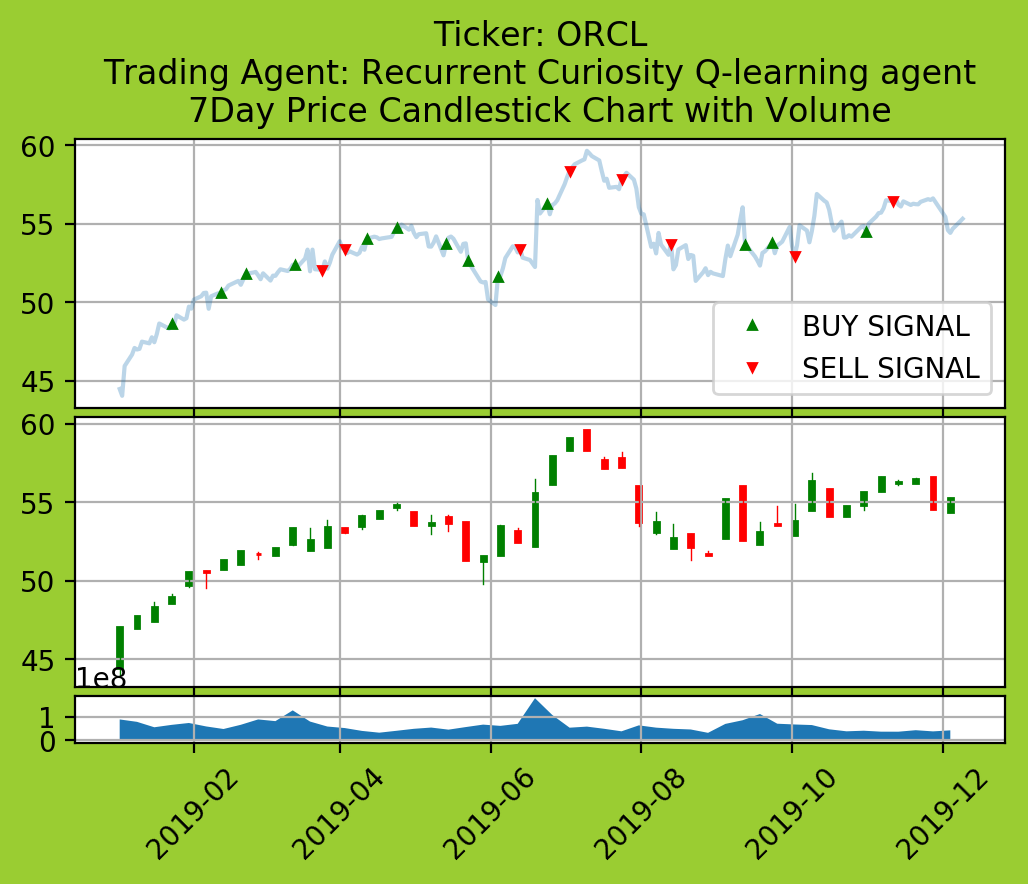 Ticker: ORCL
Trading Agent: Recurrent Curiosity Q-learning agent
7Day Price Candlestick Chart with Volume
60
55
50
45
BUY SIGNAL
SELL SIGNAL
60
55
50
45
1e8
1
0
2019-02
2019-04
2019-06
2019-08
2019-10
2019-12